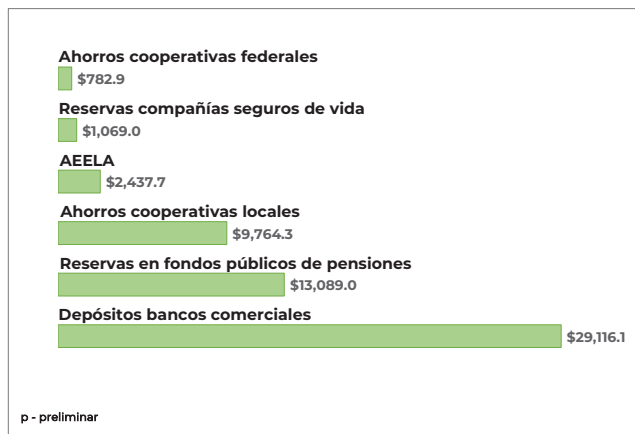 Ahorros cooperativas federales
$782.9
Reservas compañías seguros de vida
$1,069.0
AEELA
$2,437.7
Ahorros cooperativas locales
$9,764.3
Reservas en fondos públicos de pensiones
$13,089.0
Depósitos bancos comerciales
$29,116.1
p - preliminar